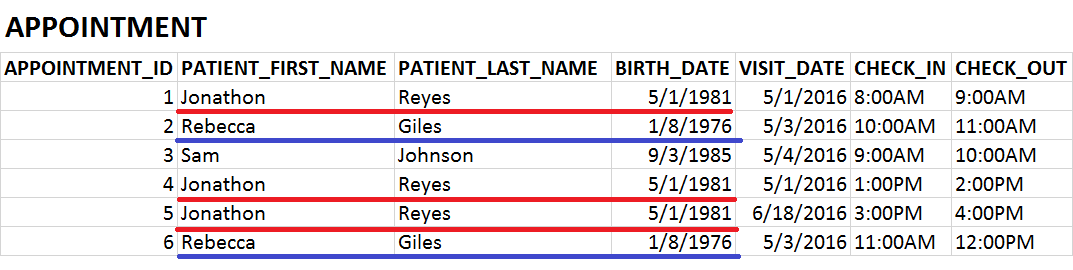 APPOINTMENT
APPOINTMENT_ID PATIENT_FIRST_NAME PATIENT_LAST_NAME BIRTH_DATE VISIT_DATE CHECK_IN CHECK_OUT
1 Jonathon Reyes 5/1/1981 5/1/2016 8:00AM 9:00AM
2 Rebecca Giles 1/8/1976 5/3/2016 10:00AM 11:00AM
3 Sam Johnson 9/3/1985 5/4/2016 9:00AM 10:00AM
4 Jonathon Reyes 5/1/1981 5/1/2016 1:00PM 2:00PM
5 Jonathon Reyes 5/1/1981 6/18/2016 3:00PM 4:00PM
6 Rebecca Giles 1/8/1976 5/3/2016 11:00AM 12:00PM